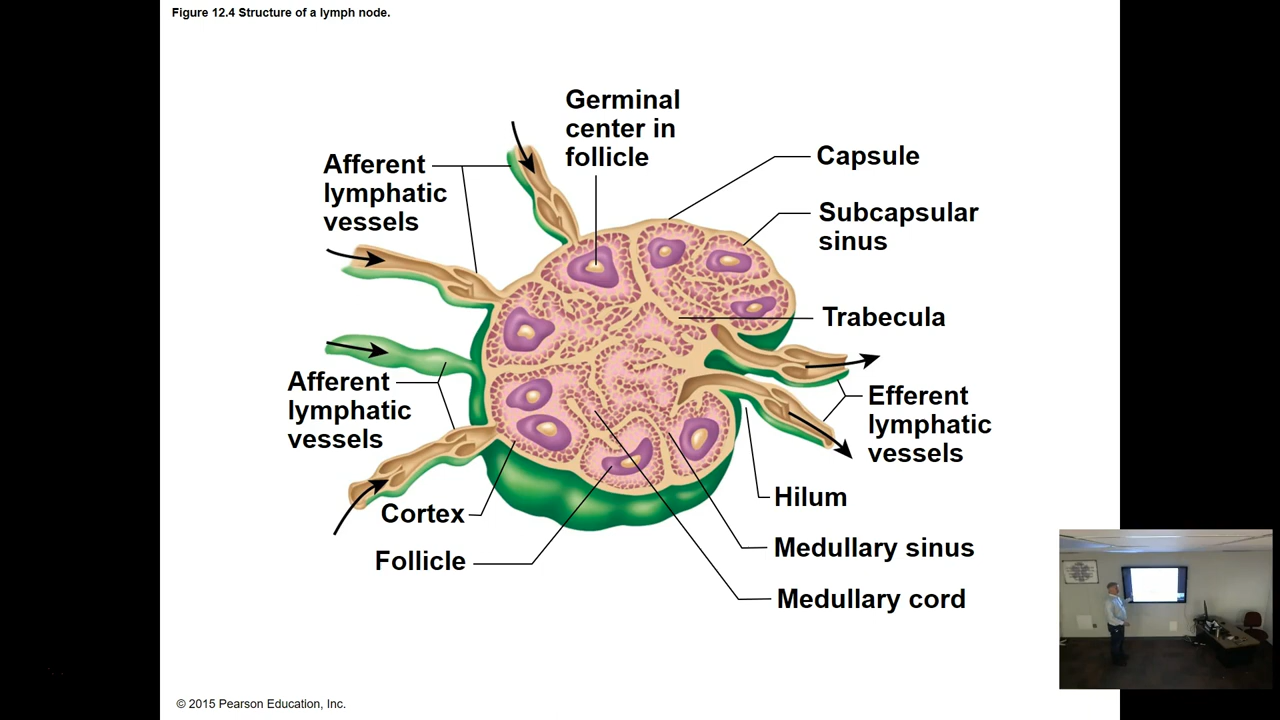 Figure 12.4 Structure of a lymph node.
Germinal
center in
follicle
Afferent
lymphatic
vessels
Capsule
Subcapsular
sinus
Trabecula
Afferent
lymphatic
vessels
Efferent
lymphatic
vessels
Cortex
Hilum
Follicle
Medullary sinus
Medullary cord
© 2015 Pearson Education, Inc.